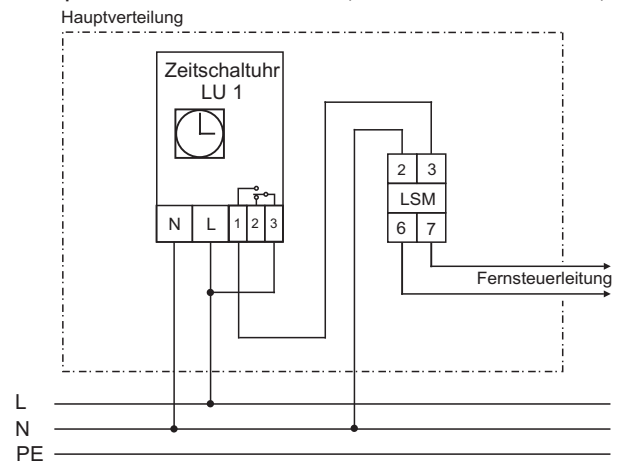 Hauptverteilung
Zeitschaltuhr
LU 1
N L 1 2 3
2 3
LSM
6 7
Fernsteuerleitung
L
N
PE